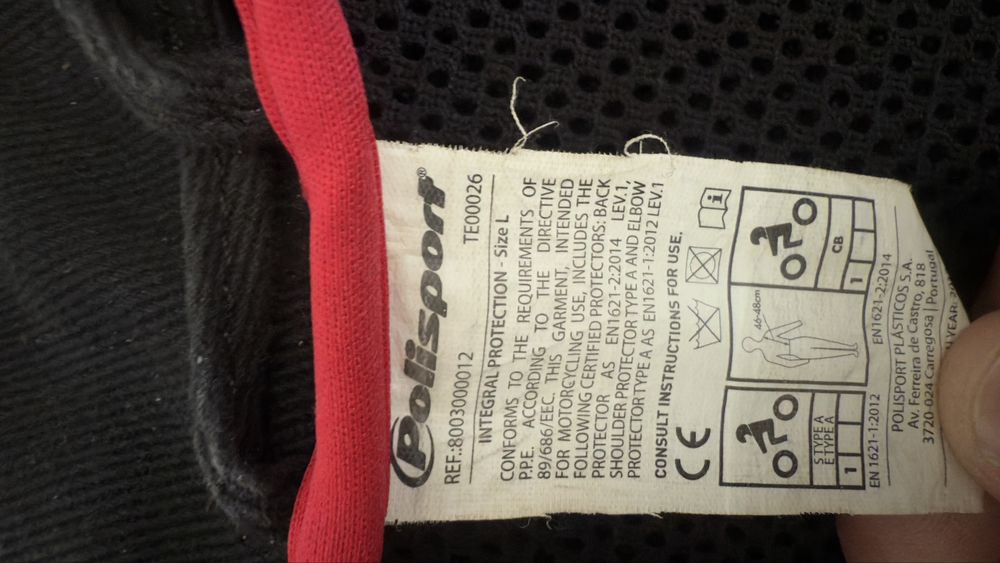 Polisport®
REF.:8003000012 TE00026
INTEGRAL PROTECTION - Size L
CONFORMS TO THE REQUIREMENTS OF
P.P.E. ACCORDING TO THE DIRECTIVE
89/686/EEC. THIS GARMENT, INTENDED
FOR MOTORCYCLING USE, INCLUDES THE
FOLLOWING CERTIFIED PROTECTORS: BACK
PROTECTOR AS EN1621-2:2014 LEV.1,
SHOULDER PROTECTOR TYPE A AND ELBOW
PROTECTOR TYPE A AS EN1621-1:2012 LEV.1
CONSULT INSTRUCTIONS FOR USE.
CE
i
46-48cm
S TYPE A
E TYPE A
1
CB
1
EN 1621-1:2012 EN1621-2:2014
POLISPORT PLÁSTICOS S.A.
Av. Ferreira de Castro, 818
3720-024 Carregosa | Portugal
YEAR